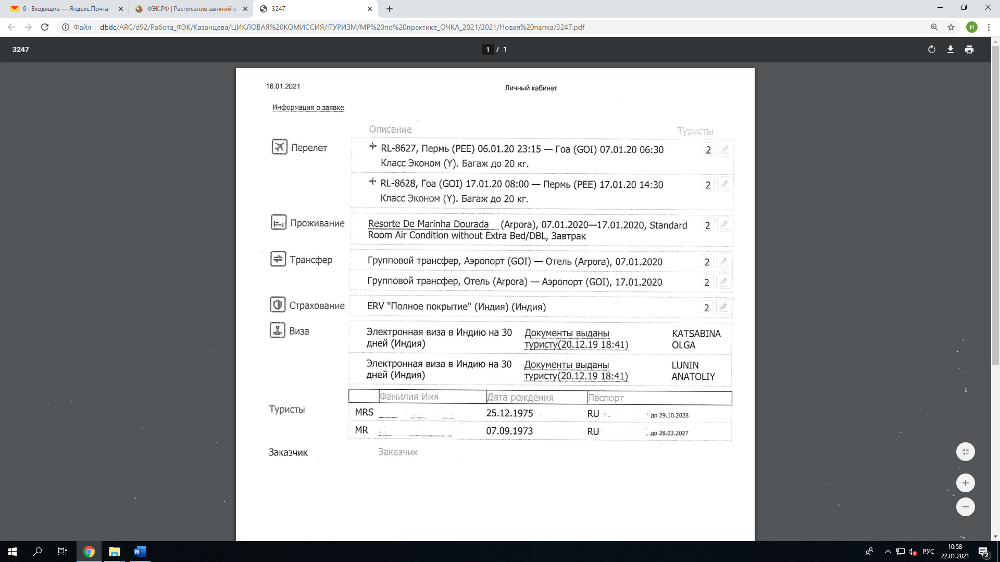 9 · Входящие — Яндекс.Почта
ФЭК.РФ | Расписание занятий в
3247
Файл
dbdc/ARC/d92/Работа_ФЭК/Казанцева/ЦИКЛОВАЯ%20КОМИССИЯ/!ТУРИЗМ/МР%20по%20практике_ОЧКА_2021/2021/Новая%20папка/3247.pdf
И
3247
1 / 1
16.01.2021
Личный кабинет
Информация о заявке
Описание
Туристы
Перелет
RL-8627, Пермь (PEE) 06.01.20 23:15 — Гоа (GOI) 07.01.20 06:30
2
Класс Эконом (Y). Багаж до 20 кг.
RL-8628, Гоа (GOI) 17.01.20 08:00 — Пермь (PEE) 17.01.20 14:30
2
Класс Эконом (Y). Багаж до 20 кг.
Проживание
Resorte De Marinha Dourada (Arpora), 07.01.2020—17.01.2020, Standard
2
Room Air Condition without Extra Bed/DBL, Завтрак
Трансфер
Групповой трансфер, Аэропорт (GOI) — Отель (Arpora), 07.01.2020
2
Групповой трансфер, Отель (Arpora) — Аэропорт (GOI), 17.01.2020
2
Страхование
ERV "Полное покрытие" (Индия) (Индия)
2
Виза
Электронная виза в Индию на 30
Документы выданы
KATSABINA
дней (Индия)
туристу(20.12.19 18:41)
OLGA
Электронная виза в Индию на 30
Документы выданы
LUNIN
дней (Индия)
туристу(20.12.19 18:41)
ANATOLIY
Фамилия Имя
Дата рождения
Паспорт
Туристы
MRS
25.12.1975
RU
до 29.10.2028
MR
07.09.1973
RU
до 28.03.2027
Заказчик
Заказчик
РУС
10:58
22.01.2021
2